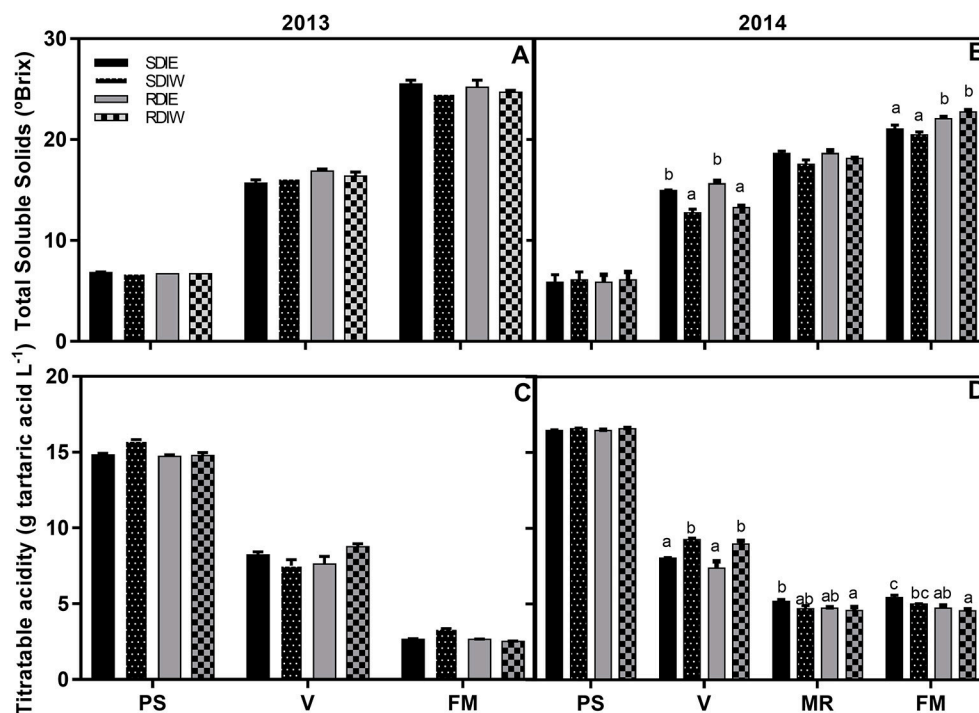 2013
2014
Total Soluble Solids (ºBrix)
30
20
10
0
SDIE
SDIW
RDIE
RDIW
A
E
b
a
b
a
a
a
b
b
Titratable acidity (g tartaric acid L⁻¹)
20
15
10
5
0
C
D
a
b
a
b
b
ab
ab
a
c
bc
ab
a
PS
V
FM
PS
V
MR
FM